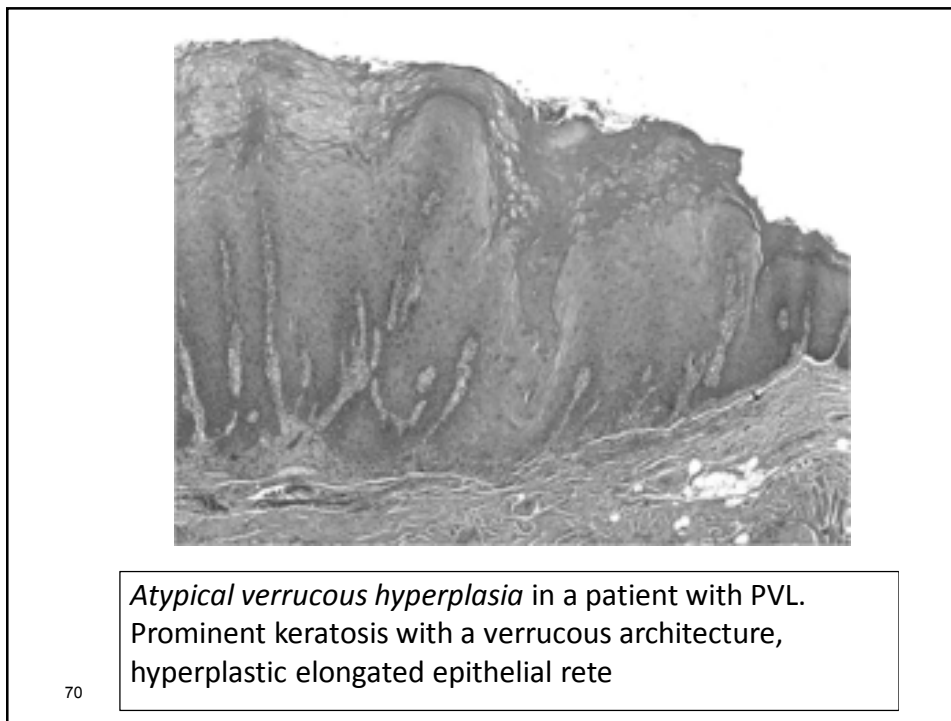 Atypical verrucous hyperplasia in a patient with PVL.
Prominent keratosis with a verrucous architecture,
hyperplastic elongated epithelial rete
70